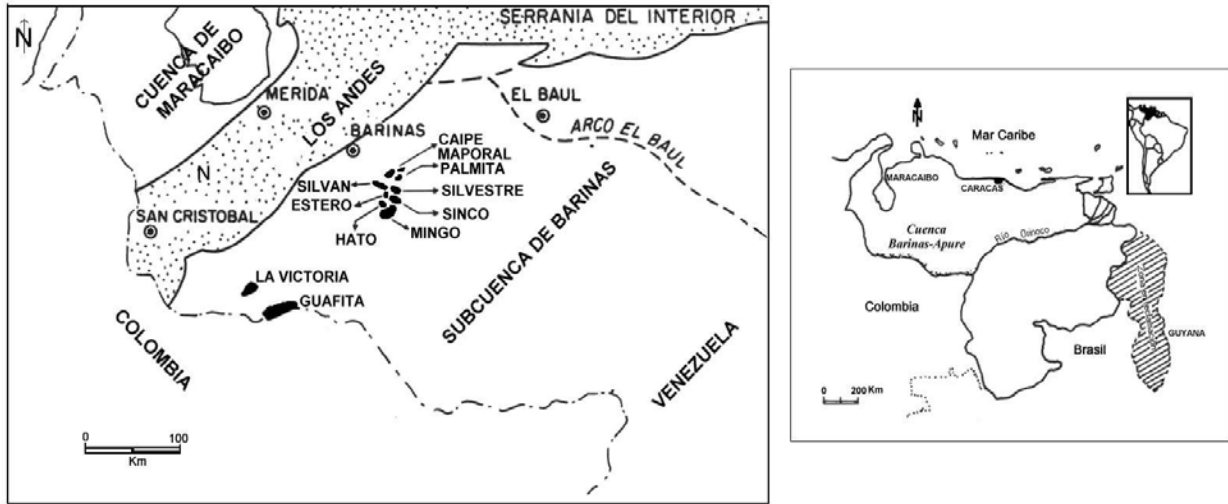 SERRANIA DEL INTERIOR
N
CUENCA DE
MARACAIBO
MERIDA
LOS ANDES
BARINAS
EL BAUL
ARCO EL BAUL
CAIPE
MAPORAL
PALMITA
N
SILVAN
SILVESTRE
ESTERO
SINCO
SAN CRISTOBAL
HATO
MINGO
LA VICTORIA
GUAFITA
SUBCUENCA DE BARINAS
COLOMBIA
VENEZUELA
0 100
Km
N
Mar Caribe
MARACAIBO
CARACAS
Cuenca
Barinas-Apure
Río Orinoco
Colombia
GUYANA
Brasil
0 200 Km